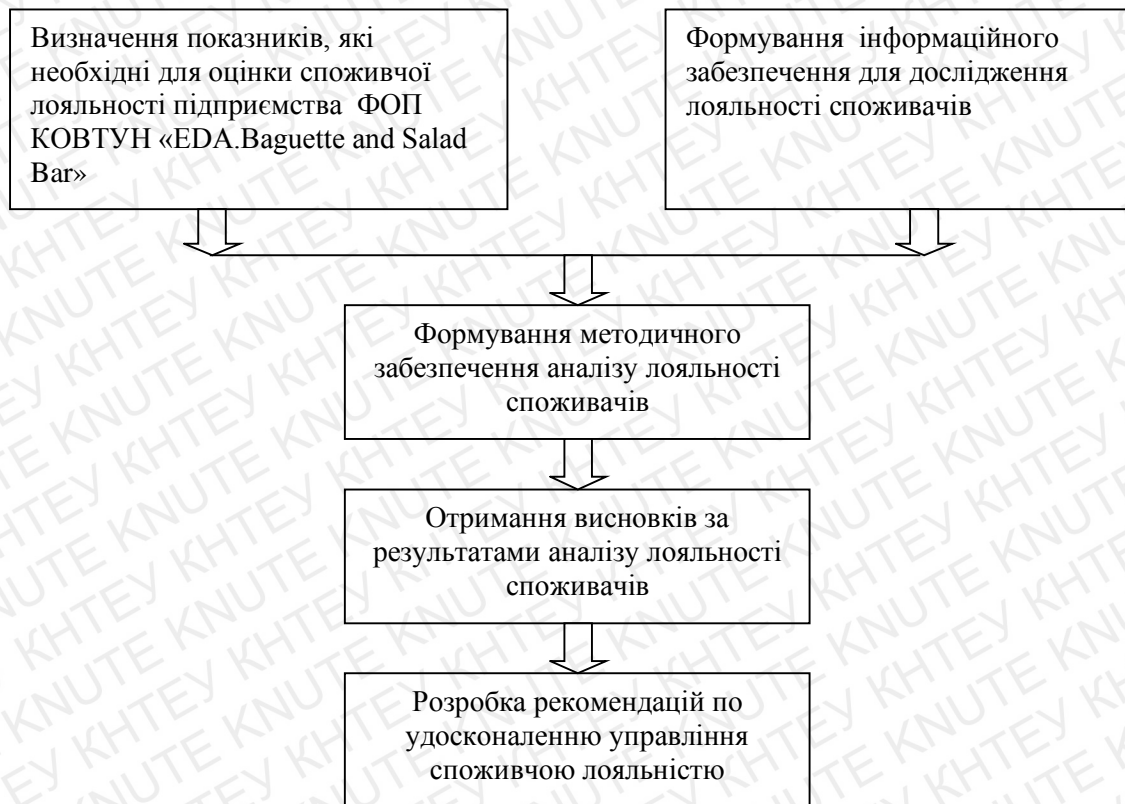 Визначення показників, які
необхідні для оцінки споживчої
лояльності підприємства ФОП
КОВТУН «EDA.Baguette and Salad
Bar»
Формування інформаційного
забезпечення для дослідження
лояльності споживачів
Формування методичного
забезпечення аналізу лояльності
споживачів
Отримання висновків за
результатами аналізу лояльності
споживачів
Розробка рекомендацій по
удосконаленню управління
споживчою лояльністю